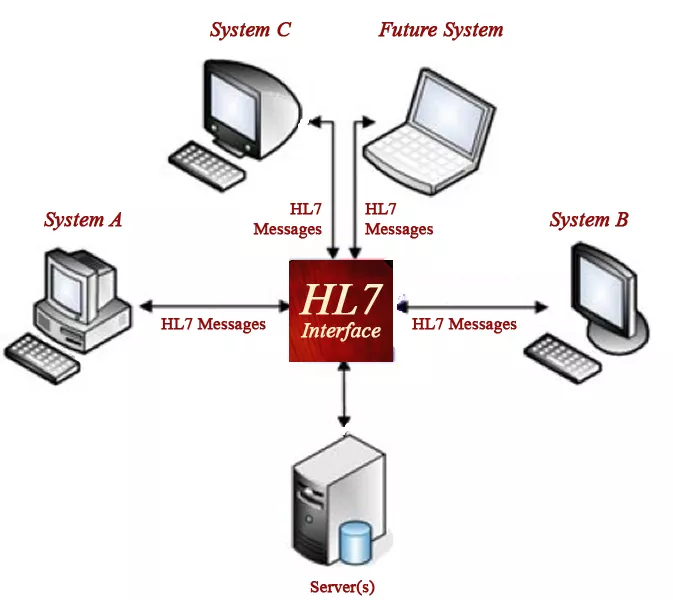 System C
Future System
HL7
Messages
HL7
Messages
System A
System B
HL7
Interface
HL7 Messages
HL7 Messages
Server(s)